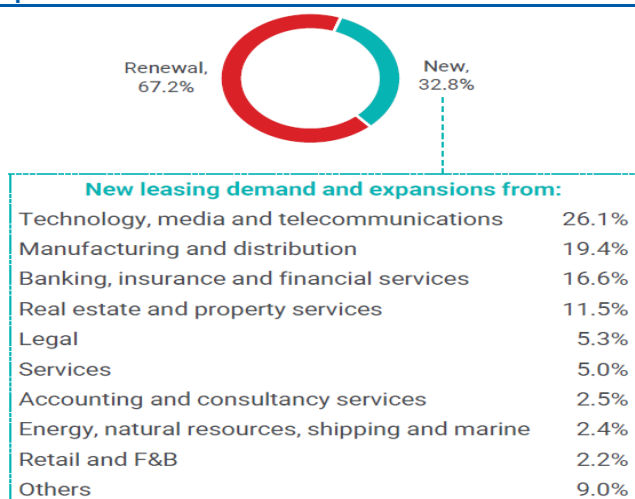 Renewal,
67.2%
New,
32.8%
New leasing demand and expansions from:
Technology, media and telecommunications 26.1%
Manufacturing and distribution 19.4%
Banking, insurance and financial services 16.6%
Real estate and property services 11.5%
Legal 5.3%
Services 5.0%
Accounting and consultancy services 2.5%
Energy, natural resources, shipping and marine 2.4%
Retail and F&B 2.2%
Others 9.0%